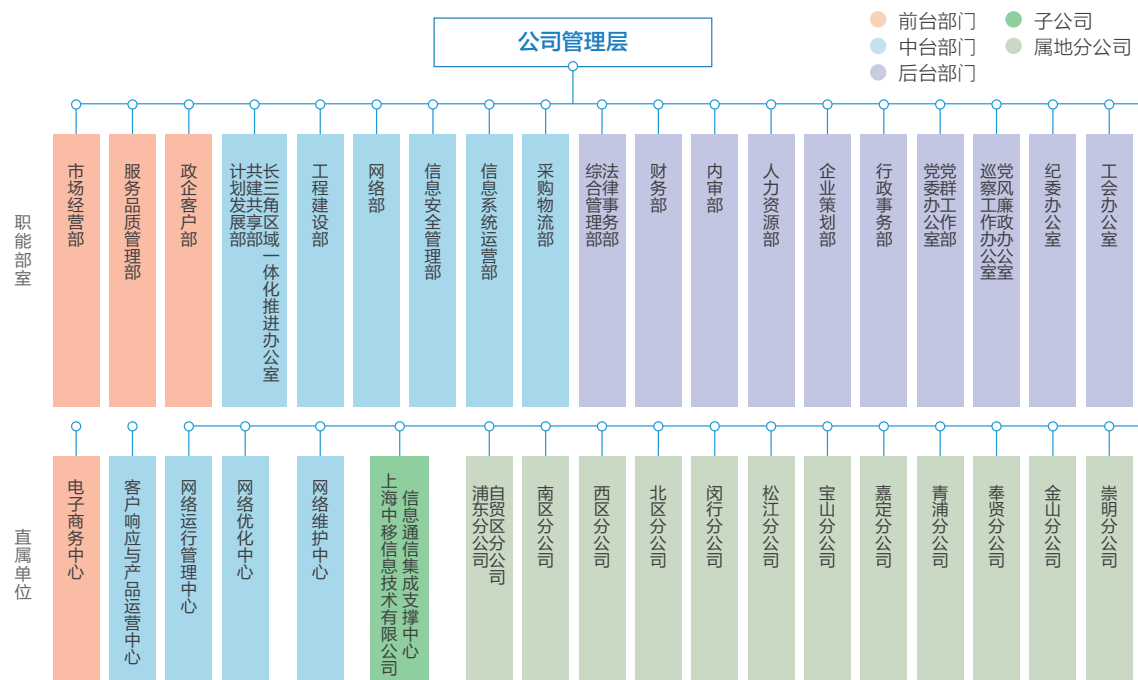 公司管理层
前台部门
中台部门
后台部门
子公司
属地分公司
职能部室
市场经营部
服务品质管理部
政企客户部
计划发展部
共建共享部
长三角区域一体化推进办公室
工程建设部
网络部
信息安全管理部
信息系统运营部
采购物流部
综合管理部
法律事务部
财务部
内审部
人力资源部
企业策划部
行政事务部
党委办公室
党群工作部
巡察工作办公室
党风廉政办公室
纪委办公室
工会办公室
直属单位
电子商务中心
客户响应与产品运营中心
网络运行管理中心
网络优化中心
网络维护中心
上海中移信息技术有限公司
信息通信集成支撑中心
浦东分公司
自贸区分公司
南区分公司
西区分公司
北区分公司
闵行分公司
松江分公司
宝山分公司
嘉定分公司
青浦分公司
奉贤分公司
金山分公司
崇明分公司